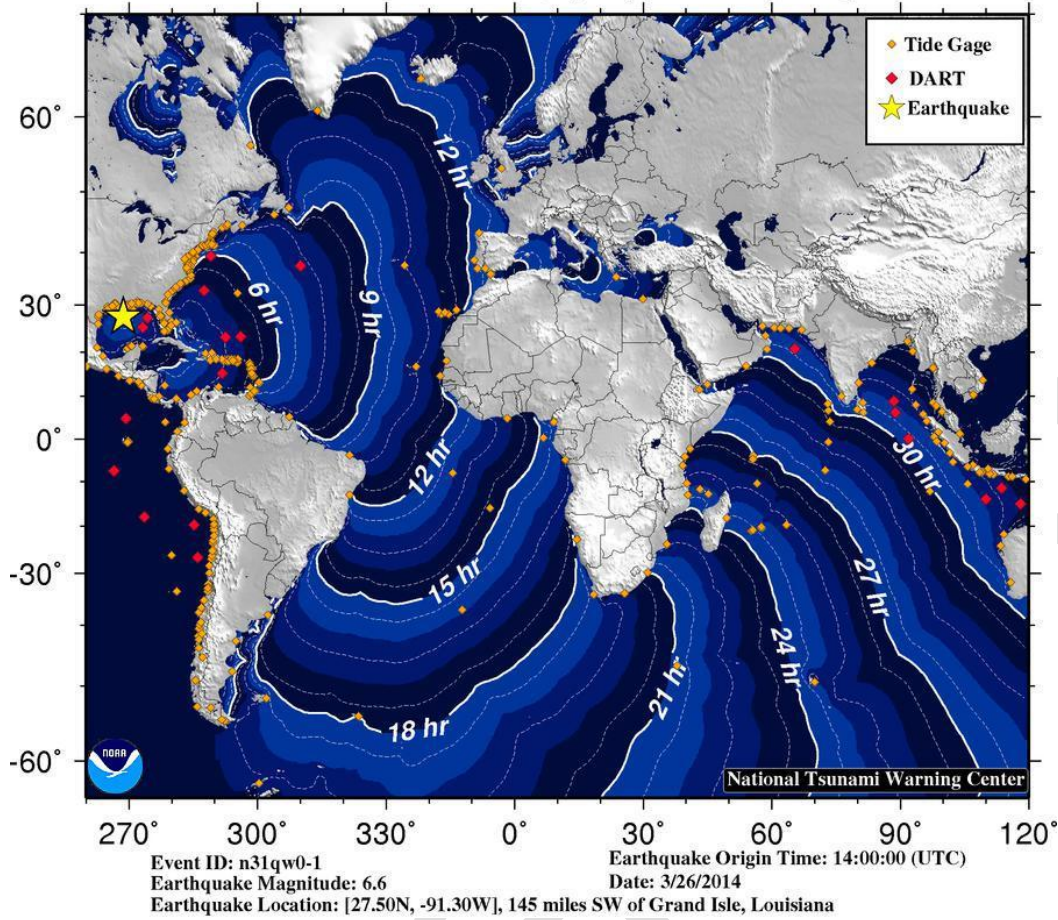 Tide Gage
DART
Earthquake
60°
30°
0°
-30°
-60°
12 hr
6 hr
9 hr
12 hr
15 hr
18 hr
21 hr
24 hr
27 hr
30 hr
NOAA
National Tsunami Warning Center
270° 300° 330° 0° 30° 60° 90° 120°
Event ID: n31qw0-1
Earthquake Magnitude: 6.6
Earthquake Location: [27.50N, -91.30W], 145 miles SW of Grand Isle, Louisiana
Earthquake Origin Time: 14:00:00 (UTC)
Date: 3/26/2014